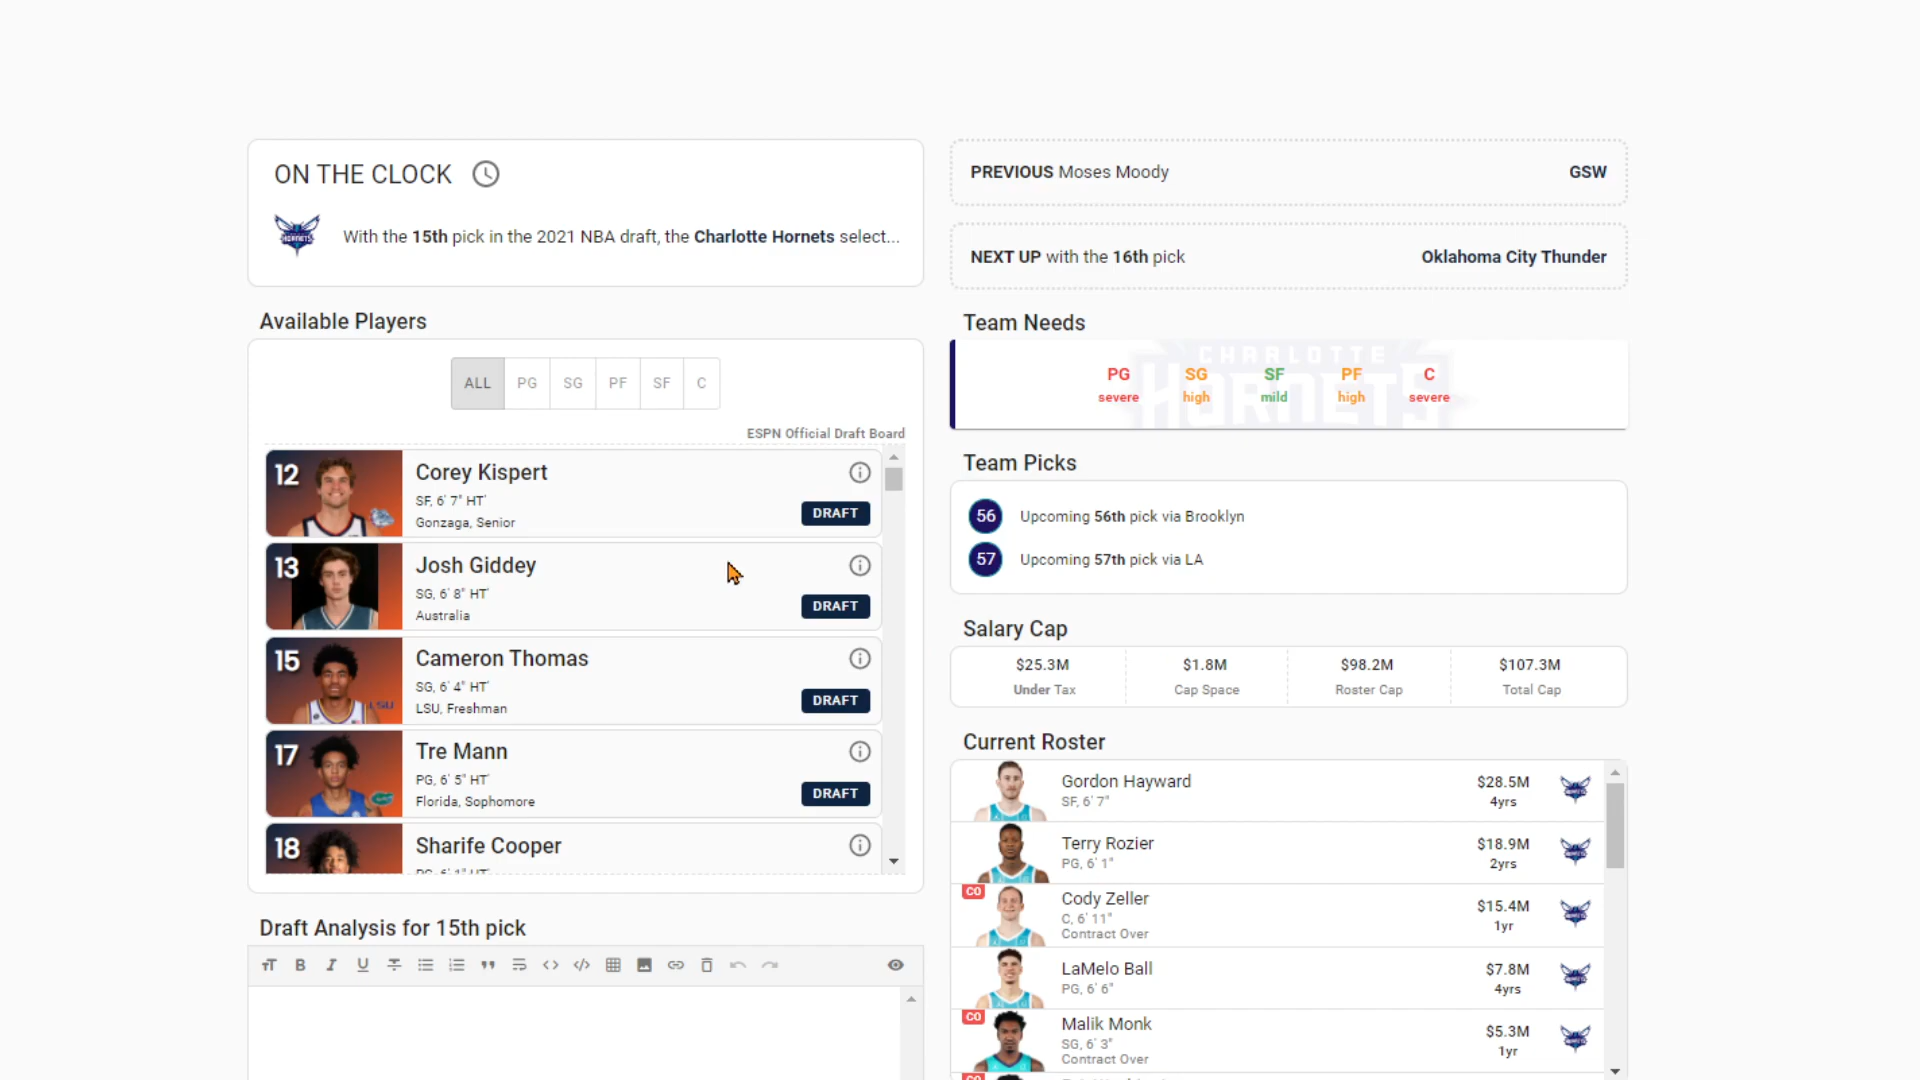 ON THE CLOCK
With the 15th pick in the 2021 NBA draft, the Charlotte Hornets select...
PREVIOUS Moses Moody
GSW
NEXT UP with the 16th pick
Oklahoma City Thunder
Available Players
ALL PG SG PF SF C
ESPN Official Draft Board
12
Corey Kispert
SF, 6' 7" HT'
Gonzaga, Senior
DRAFT
13
Josh Giddey
SG, 6' 8" HT'
Australia
DRAFT
15
Cameron Thomas
SG, 6' 4" HT'
LSU, Freshman
DRAFT
17
Tre Mann
PG, 6' 5" HT'
Florida, Sophomore
DRAFT
18
Sharife Cooper
PG, 6' 1" HT'
Draft Analysis for 15th pick
Team Needs
CHARLOTTE
HORNETS
PG SG SF PF C
severe high mild high severe
Team Picks
56 Upcoming 56th pick via Brooklyn
57 Upcoming 57th pick via LA
Salary Cap
$25.3M $1.8M $98.2M $107.3M
Under Tax Cap Space Roster Cap Total Cap
Current Roster
Gordon Hayward
SF, 6' 7"
$28.5M
4yrs
Terry Rozier
PG, 6' 1"
$18.9M
2yrs
CO
Cody Zeller
C, 6' 11"
Contract Over
$15.4M
1yr
LaMelo Ball
PG, 6' 6"
$7.8M
4yrs
CO
Malik Monk
SG, 6' 3"
Contract Over
$5.3M
1yr